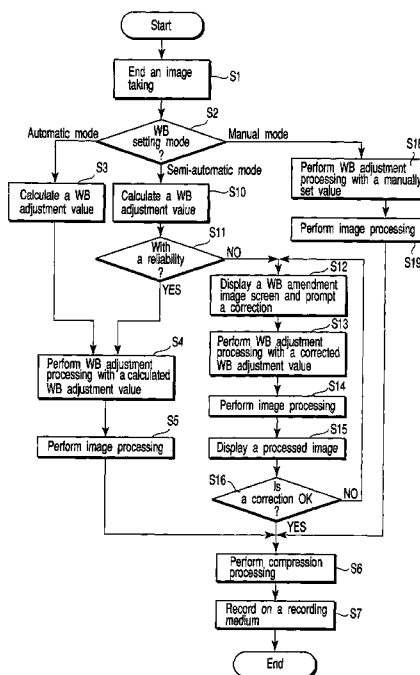 Start
End an image
taking
S1
S2
WB
setting mode
?
Automatic mode
Manual mode
Semi-automatic mode
S3
Calculate a WB
adjustment value
S10
Calculate a WB
adjustment value
S18
Perform WB adjustment
processing with a manually
set value
Perform image processing
S19
S11
With
a reliability
?
NO
YES
S12
Display a WB amendment
image screen and prompt
a correction
S13
Perform WB adjustment
processing with a corrected
WB adjustment value
S4
Perform WB adjustment
processing with a calculated
WB adjustment value
S14
Perform image processing
S5
Perform image processing
S15
Display a processed image
S16
Is
a correction OK
?
NO
YES
Perform compression
processing
S6
Record on a recording
medium
S7
End